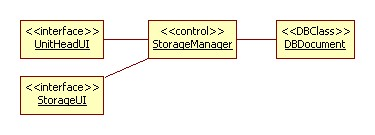 <<interface>>
UnitHeadUI
<<control>>
StorageManager
<<DBClass>>
DBDocument
<<interface>>
StorageUI